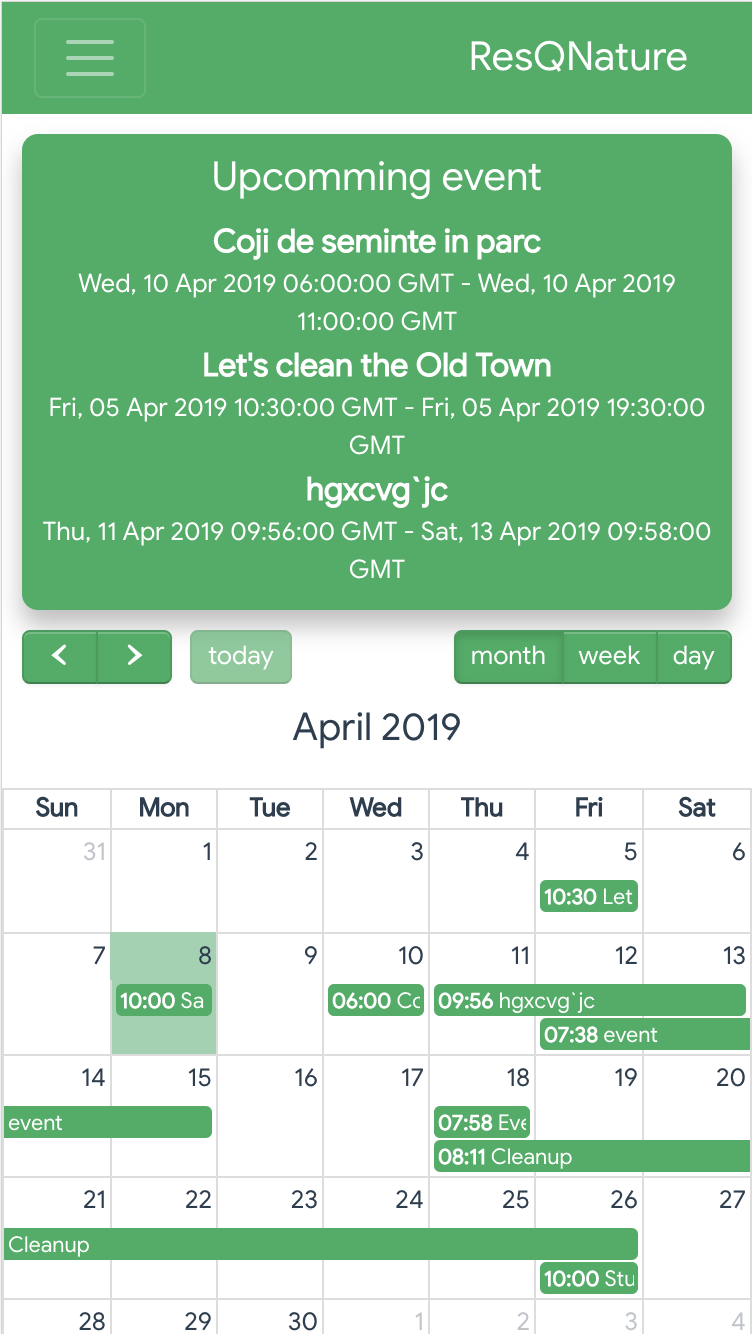 ResQNature
Upcomming event
Coji de seminte in parc
Wed, 10 Apr 2019 06:00:00 GMT - Wed, 10 Apr 2019
11:00:00 GMT
Let's clean the Old Town
Fri, 05 Apr 2019 10:30:00 GMT - Fri, 05 Apr 2019 19:30:00
GMT
hgxcvg`jc
Thu, 11 Apr 2019 09:56:00 GMT - Sat, 13 Apr 2019 09:58:00
GMT
today month week day
April 2019
Sun Mon Tue Wed Thu Fri Sat
31 1 2 3 4 5 6
10:30 Let
7 8 9 10 11 12 13
10:00 Sa 06:00 Co 09:56 hgxcvg`jc
07:38 event
14 15 16 17 18 19 20
event 07:58 Eve
08:11 Cleanup
21 22 23 24 25 26 27
Cleanup
10:00 Stu
28 29 30 1 2 3 4